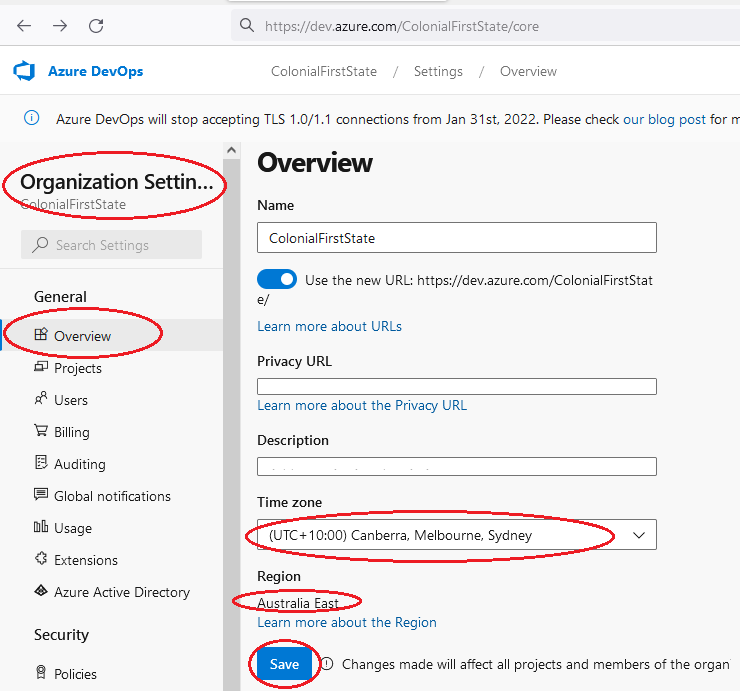 https://dev.azure.com/ColonialFirstState/core
Azure DevOps
ColonialFirstState / Settings / Overview
Azure DevOps will stop accepting TLS 1.0/1.1 connections from Jan 31st, 2022. Please check our blog post for m
Organization Settin...
ColonialFirstState
Search Settings
General
Overview
Projects
Users
Billing
Auditing
Global notifications
Usage
Extensions
Azure Active Directory
Security
Policies
Overview
Name
ColonialFirstState
Use the new URL: https://dev.azure.com/ColonialFirstStat
e/
Learn more about URLs
Privacy URL
Learn more about the Privacy URL
Description
Time zone
(UTC+10:00) Canberra, Melbourne, Sydney
Region
Australia East
Learn more about the Region
Save
Changes made will affect all projects and members of the organ